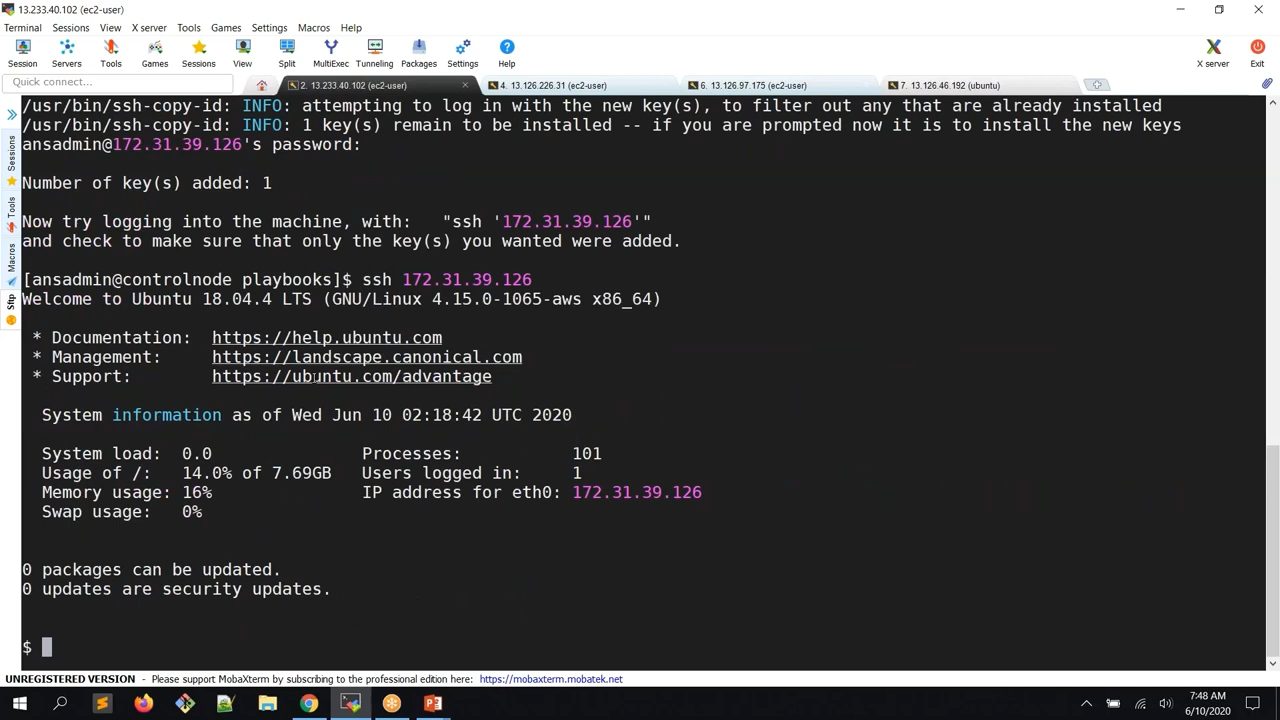 13.233.40.102 (ec2-user)
Terminal Sessions View X server Tools Games Settings Macros Help
Session Servers Tools Games Sessions View Split MultiExec Tunneling Packages Settings Help X server Exit
Quick connect... 2. 13.233.40.102 (ec2-user) 4. 13.126.226.31 (ec2-user) 6. 13.126.97.175 (ec2-user) 7. 13.126.46.192 (ubuntu)
Sessions
Tools
Macros
Sftp
/usr/bin/ssh-copy-id: INFO: attempting to log in with the new key(s), to filter out any that are already installed
/usr/bin/ssh-copy-id: INFO: 1 key(s) remain to be installed -- if you are prompted now it is to install the new keys
ansadmin@172.31.39.126's password:
Number of key(s) added: 1
Now try logging into the machine, with:   "ssh '172.31.39.126'"
and check to make sure that only the key(s) you wanted were added.
[ansadmin@controlnode playbooks]$ ssh 172.31.39.126
Welcome to Ubuntu 18.04.4 LTS (GNU/Linux 4.15.0-1065-aws x86_64)
* Documentation:  https://help.ubuntu.com
* Management:     https://landscape.canonical.com
* Support:        https://ubuntu.com/advantage
System information as of Wed Jun 10 02:18:42 UTC 2020
System load:  0.0               Processes:           101
Usage of /:   14.0% of 7.69GB   Users logged in:     1
Memory usage: 16%               IP address for eth0: 172.31.39.126
Swap usage:   0%
0 packages can be updated.
0 updates are security updates.
$
UNREGISTERED VERSION - Please support MobaXterm by subscribing to the professional edition here: https://mobaxterm.mobatek.net
7:48 AM
6/10/2020